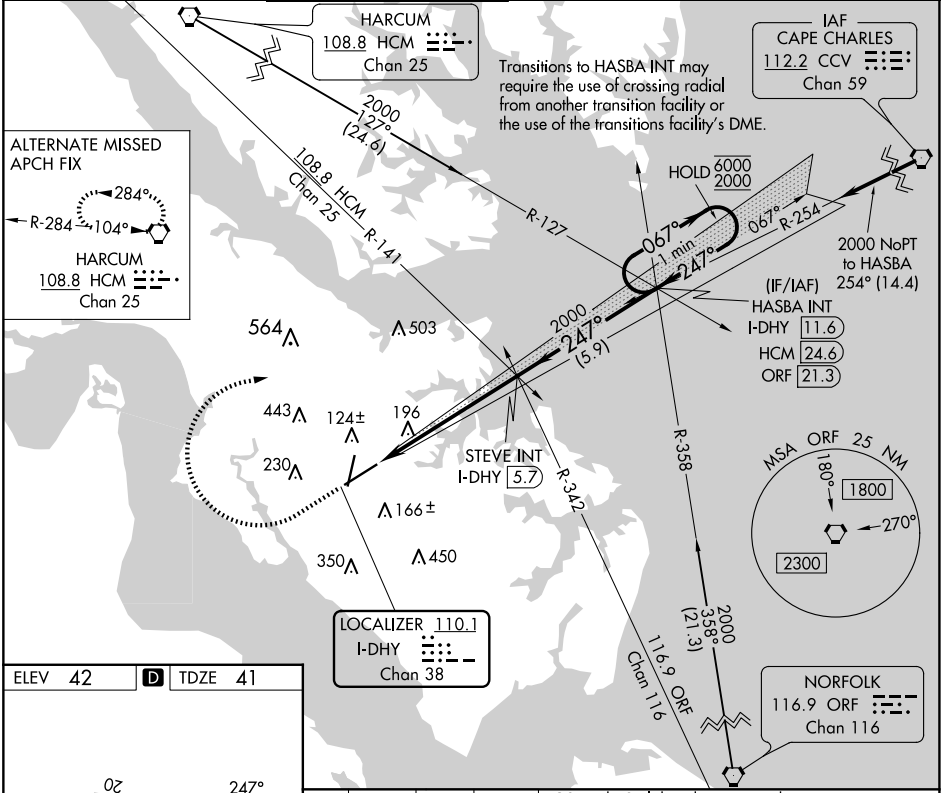 HARCUM
108.8 HCM
Chan 25
IAF
CAPE CHARLES
112.2 CCV
Chan 59
Transitions to HASBA INT may
require the use of crossing radial
from another transition facility or
the use of the transitions facility's DME.
2000
127°
(24.6)
ALTERNATE MISSED
APCH FIX
284°
R-284
104°
HARCUM
108.8 HCM
Chan 25
108.8 HCM
Chan 25
R-141
R-127
HOLD 6000
2000
067°
1 min
247°
067°
R-254
2000 NoPT
to HASBA
254° (14.4)
(IF/IAF)
HASBA INT
I-DHY 11.6
HCM 24.6
ORF 21.3
2000
247°
(5.9)
564
503
443
124±
196
230
166±
350
450
STEVE INT
I-DHY 5.7
R-342
R-358
MSA ORF 25 NM
180°
1800
270°
2300
LOCALIZER 110.1
I-DHY
Chan 38
2000
358°
(21.3)
116.9 ORF
Chan 116
NORFOLK
116.9 ORF
Chan 116
ELEV 42
D
TDZE 41
20
247°